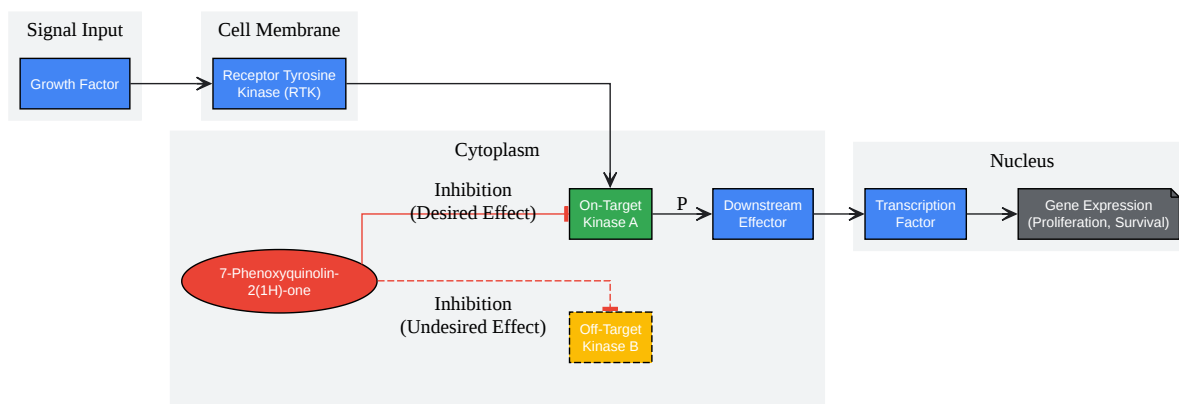 Signal Input
Growth Factor
Cell Membrane
Receptor Tyrosine
Kinase (RTK)
Cytoplasm
Inhibition
(Desired Effect)
On-Target
Kinase A
P
Downstream
Effector
7-Phenoxyquinolin-
2(1H)-one
Inhibition
(Undesired Effect)
Off-Target
Kinase B
Nucleus
Transcription
Factor
Gene Expression
(Proliferation, Survival)